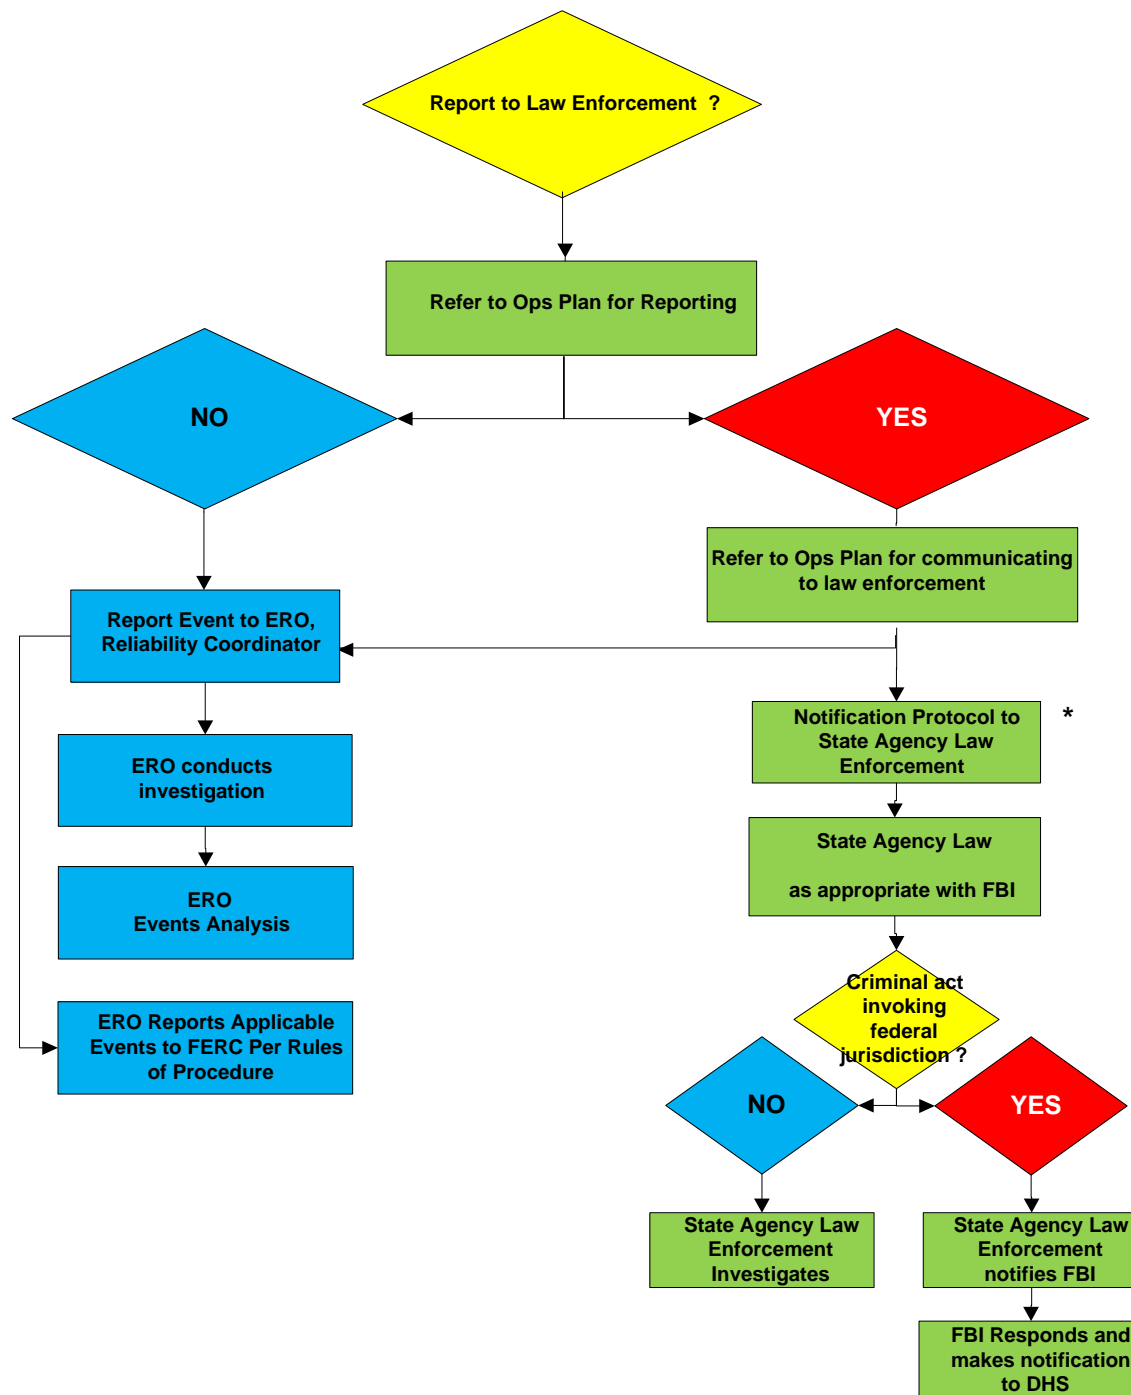 Report to Law Enforcement ?
Refer to Ops Plan for Reporting
NO
YES
Refer to Ops Plan for communicating
to law enforcement
Report Event to ERO,
Reliability Coordinator
Notification Protocol to
State Agency Law
Enforcement
*
ERO conducts
investigation
State Agency Law
as appropriate with FBI
ERO
Events Analysis
Criminal act
invoking
federal
jurisdiction ?
ERO Reports Applicable
Events to FERC Per Rules
of Procedure
NO
YES
State Agency Law
Enforcement
Investigates
State Agency Law
Enforcement
notifies FBI
FBI Responds and
makes notification
to DHS